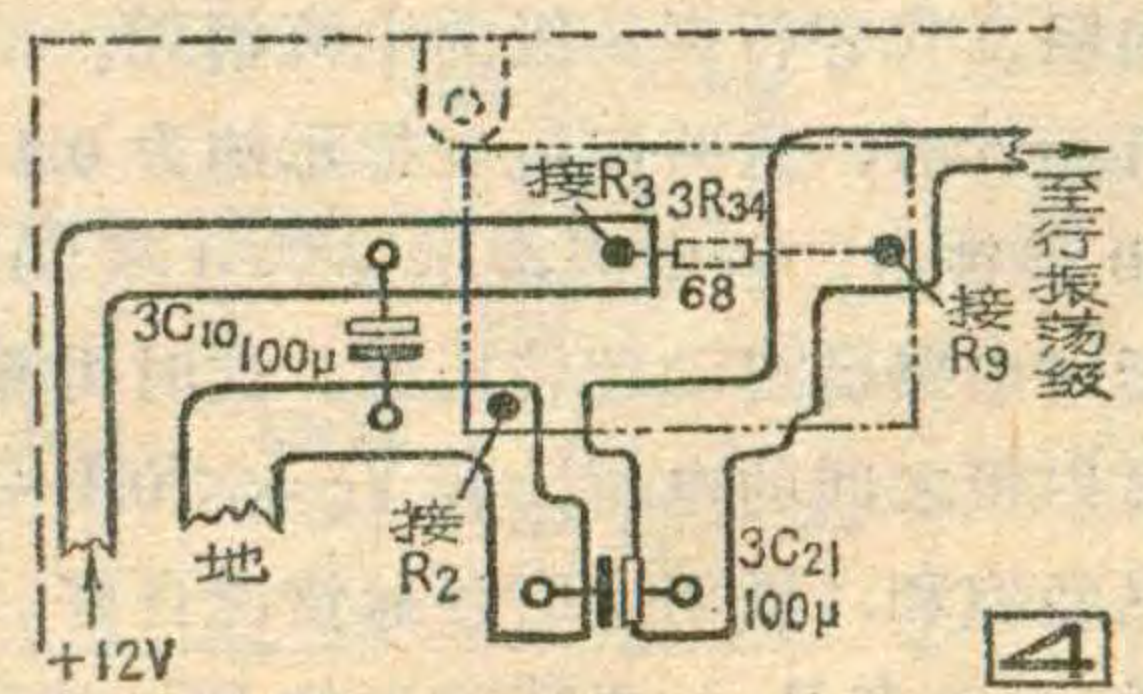 接R₃
3R₃₄
68
至行振荡级
3C₁₀
100μ
接
R₉
接
R₂
地
3C₂₁
100μ
+12V
4